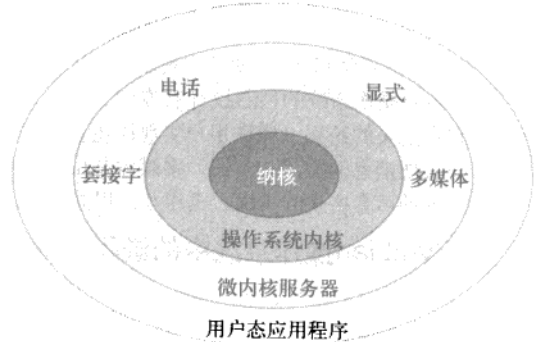 电话
显式
套接字
纳核
多媒体
操作系统内核
微内核服务器
用户态应用程序